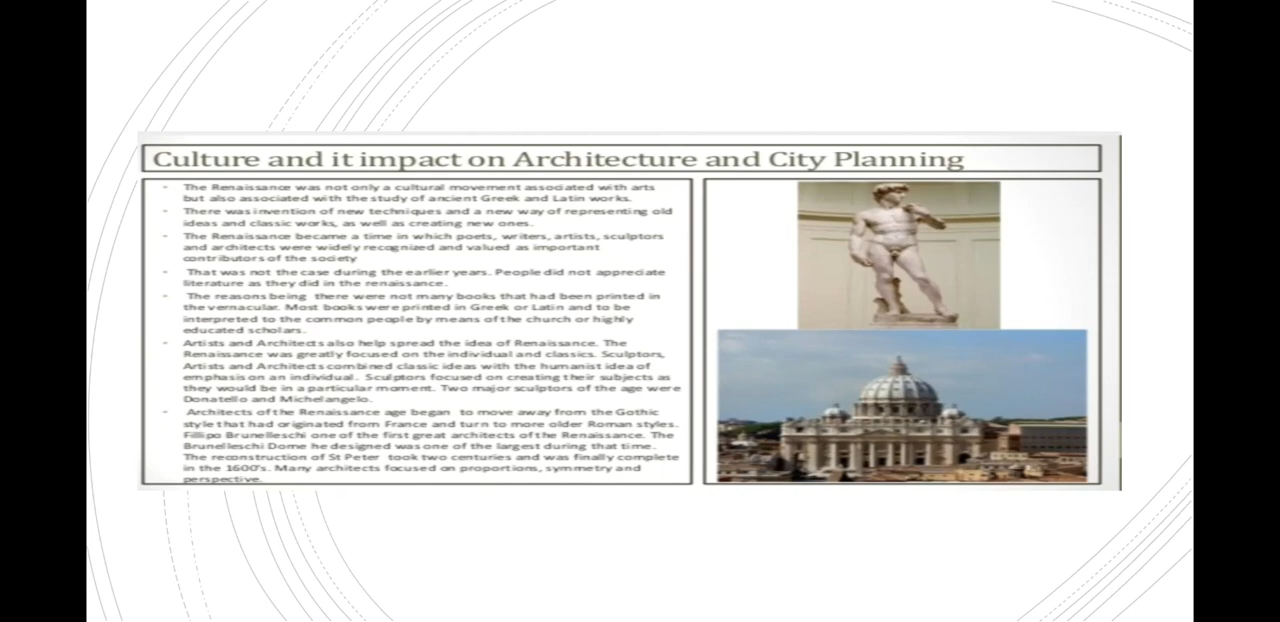 Culture and it impact on Architecture and City Planning
- The Renaissance was not only a cultural movement associated with arts
but also associated with the study of ancient Greek and Latin works.
- There was invention of new techniques and a new way of representing old
ideas and classic works, as well as creating new ones.
- The Renaissance became a time in which poets, writers, artists, sculptors
and architects were widely recognized and valued as important
contributors of the society
- That was not the case during the earlier years. People did not appreciate
literature as they did in the renaissance.
- The reasons being there were not many books that had been printed in
the vernacular. Most books were printed in Greek or Latin and to be
interpreted to the common people by means of the church or highly
educated scholars.
- Artists and Architects also help spread the idea of Renaissance. The
Renaissance was greatly focused on the individual and classics. Sculptors,
Artists and Architects combined classic ideas with the humanist idea of
emphasis on an individual. Sculptors focused on creating their subjects as
they would be in a particular moment. Two major sculptors of the age were
Donatello and Michelangelo.
- Architects of the Renaissance age began to move away from the Gothic
style that had originated from France and turn to more older Roman styles.
Fillipo Brunelleschi one of the first great architects of the Renaissance. The
Brunelleschi Dome he designed was one of the largest during that time.
The reconstruction of St Peter took two centuries and was finally complete
in the 1600's. Many architects focused on proportions, symmetry and
perspective.